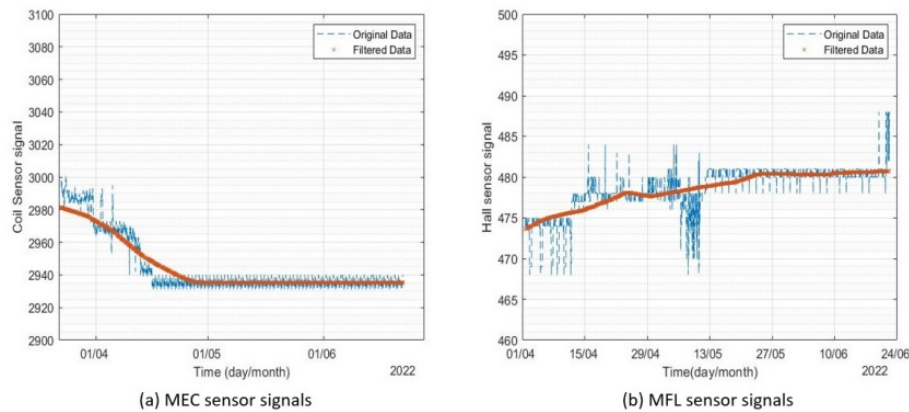 3100
3080
3060
3040
3020
3000
2980
2960
2940
2920
2900
Coil Sensor signal
Original Data
Filtered Data
01/04 01/05 01/06
Time (day/month) 2022
(a) MEC sensor signals
500
495
490
485
480
475
470
465
460
Hall sensor signal
Original Data
Filtered Data
01/04 15/04 29/04 13/05 27/05 10/06 24/06
Time(day/month) 2022
(b) MFL sensor signals